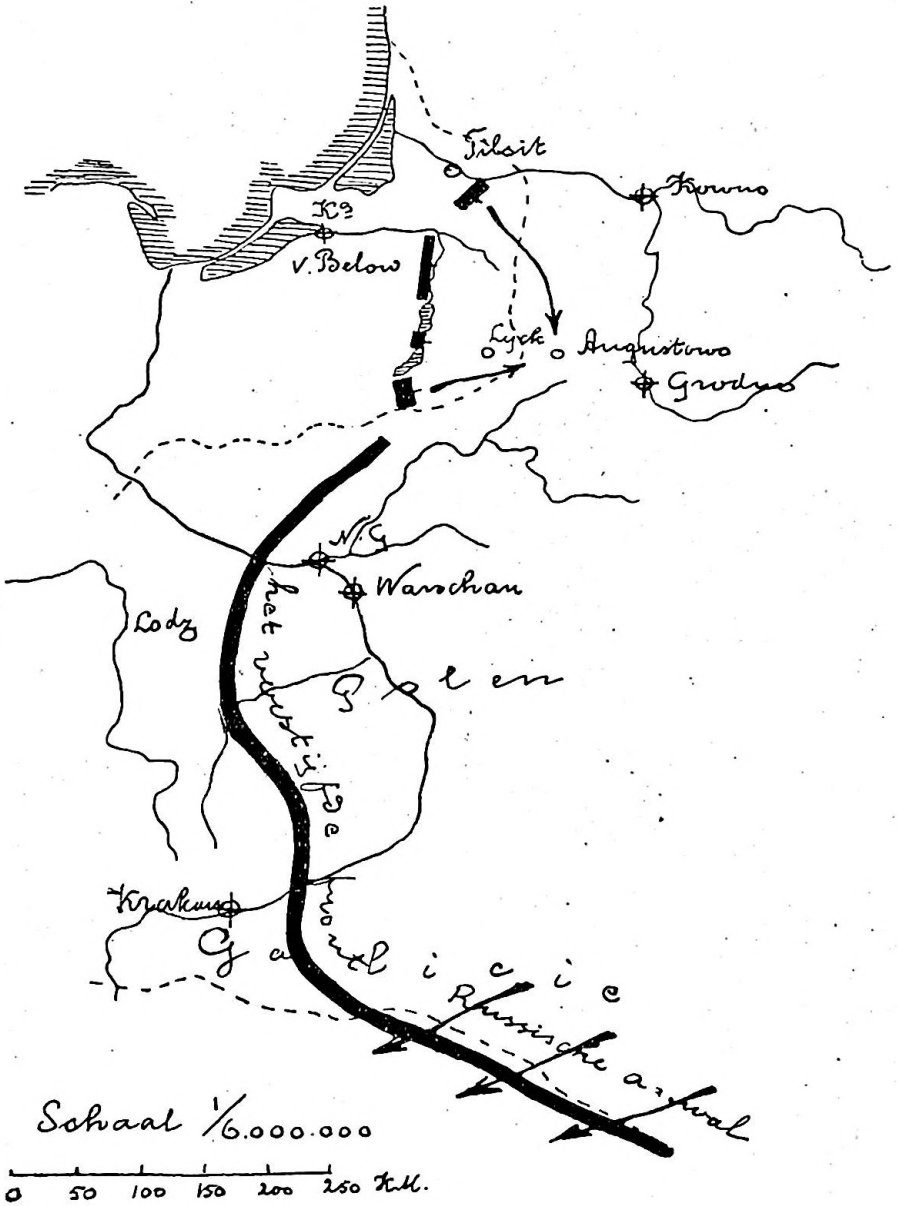 Tilsit
Kowno
Kg
v. Below
Lyck
Augustowo
Grodno
N.G
Warschau
Lodz
het verstijfde
front
Polen
Krakau
Galicie
Russische aanval
Schaal 1/6.000.000
0 50 100 150 200 250 KM.